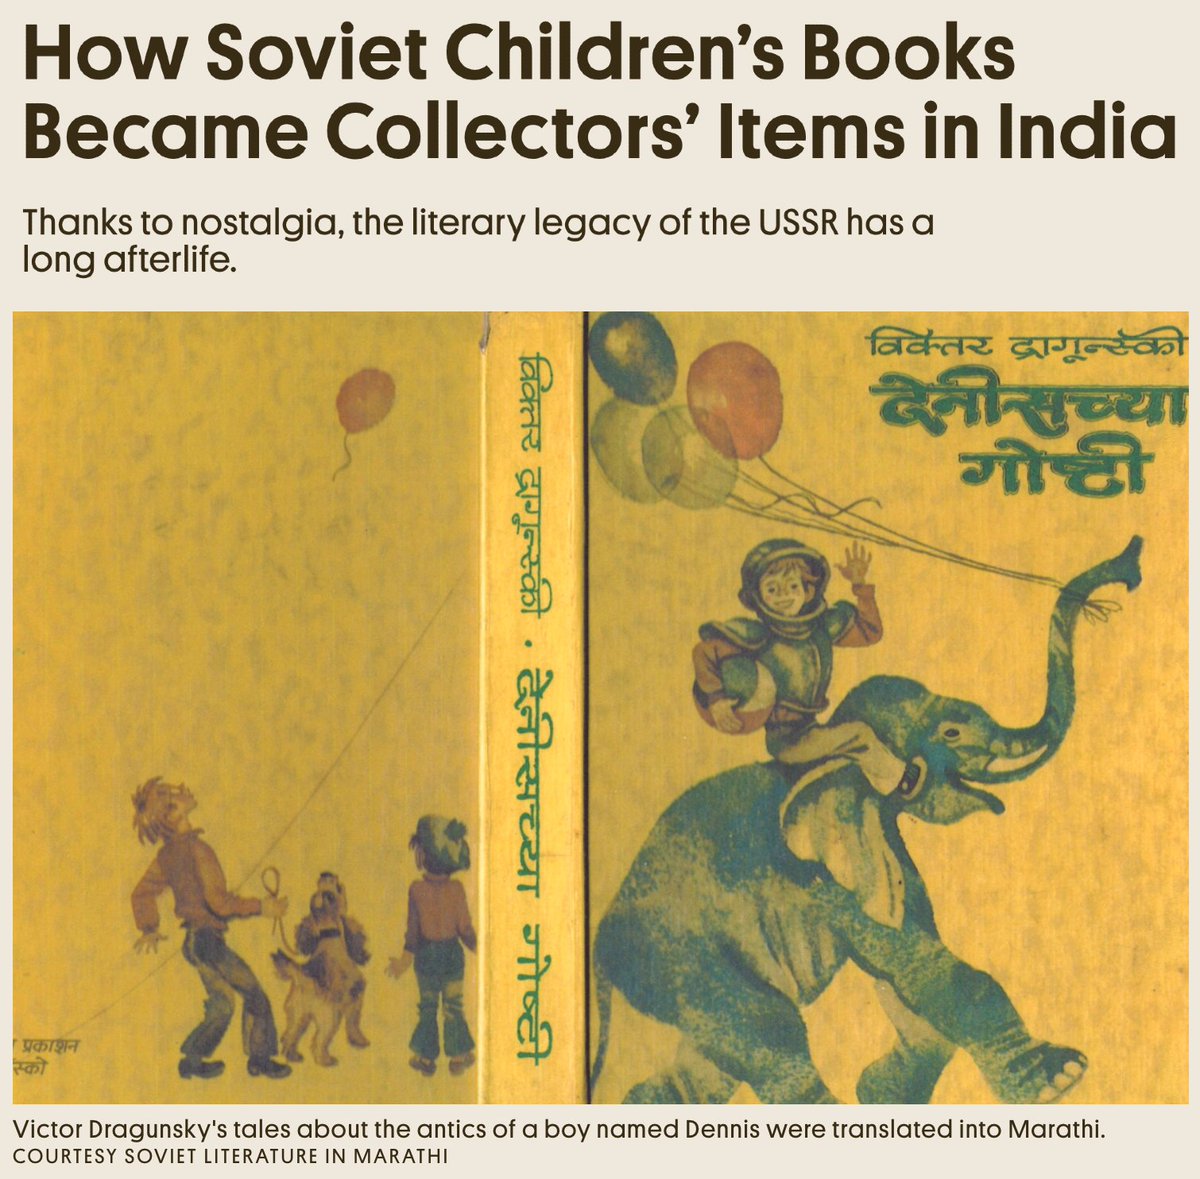 How Soviet Children's Books
Became Collectors' Items in India
Thanks to nostalgia, the literary legacy of the USSR has a
long afterlife.
विक्तर द्रागून्स्की
देनीसच्या
गोष्टी
विक्तर द्रागून्स्की • देनीसच्या गोष्टी
प्रकाशन
Victor Dragunsky's tales about the antics of a boy named Dennis were translated into Marathi.
COURTESY SOVIET LITERATURE IN MARATHI